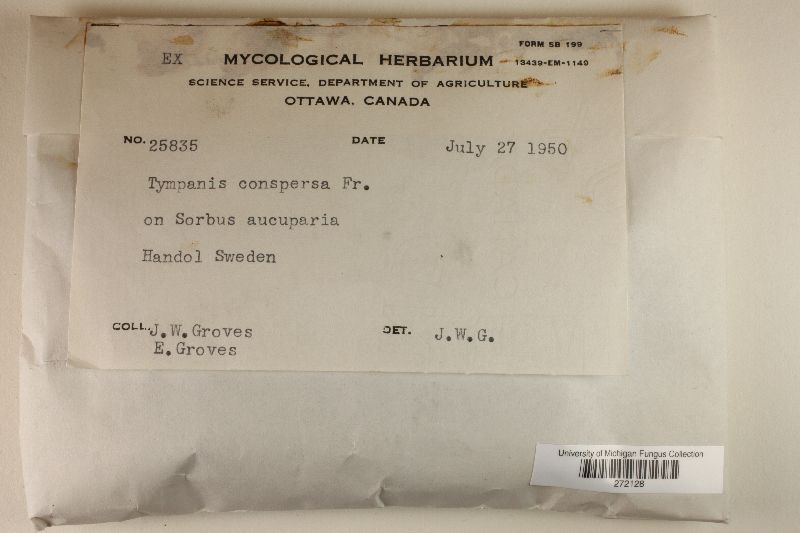 FORM SB 199
EX MYCOLOGICAL HERBARIUM 13439-EM-1149
SCIENCE SERVICE, DEPARTMENT OF AGRICULTURE
OTTAWA, CANADA
NO. 25835 DATE July 27 1950
Tympanis conspersa Fr.
on Sorbus aucuparia
Handol Sweden
COLL. J.W.Groves DET. J.W.G.
E.Groves
University of Michigan Fungus Collection
272128